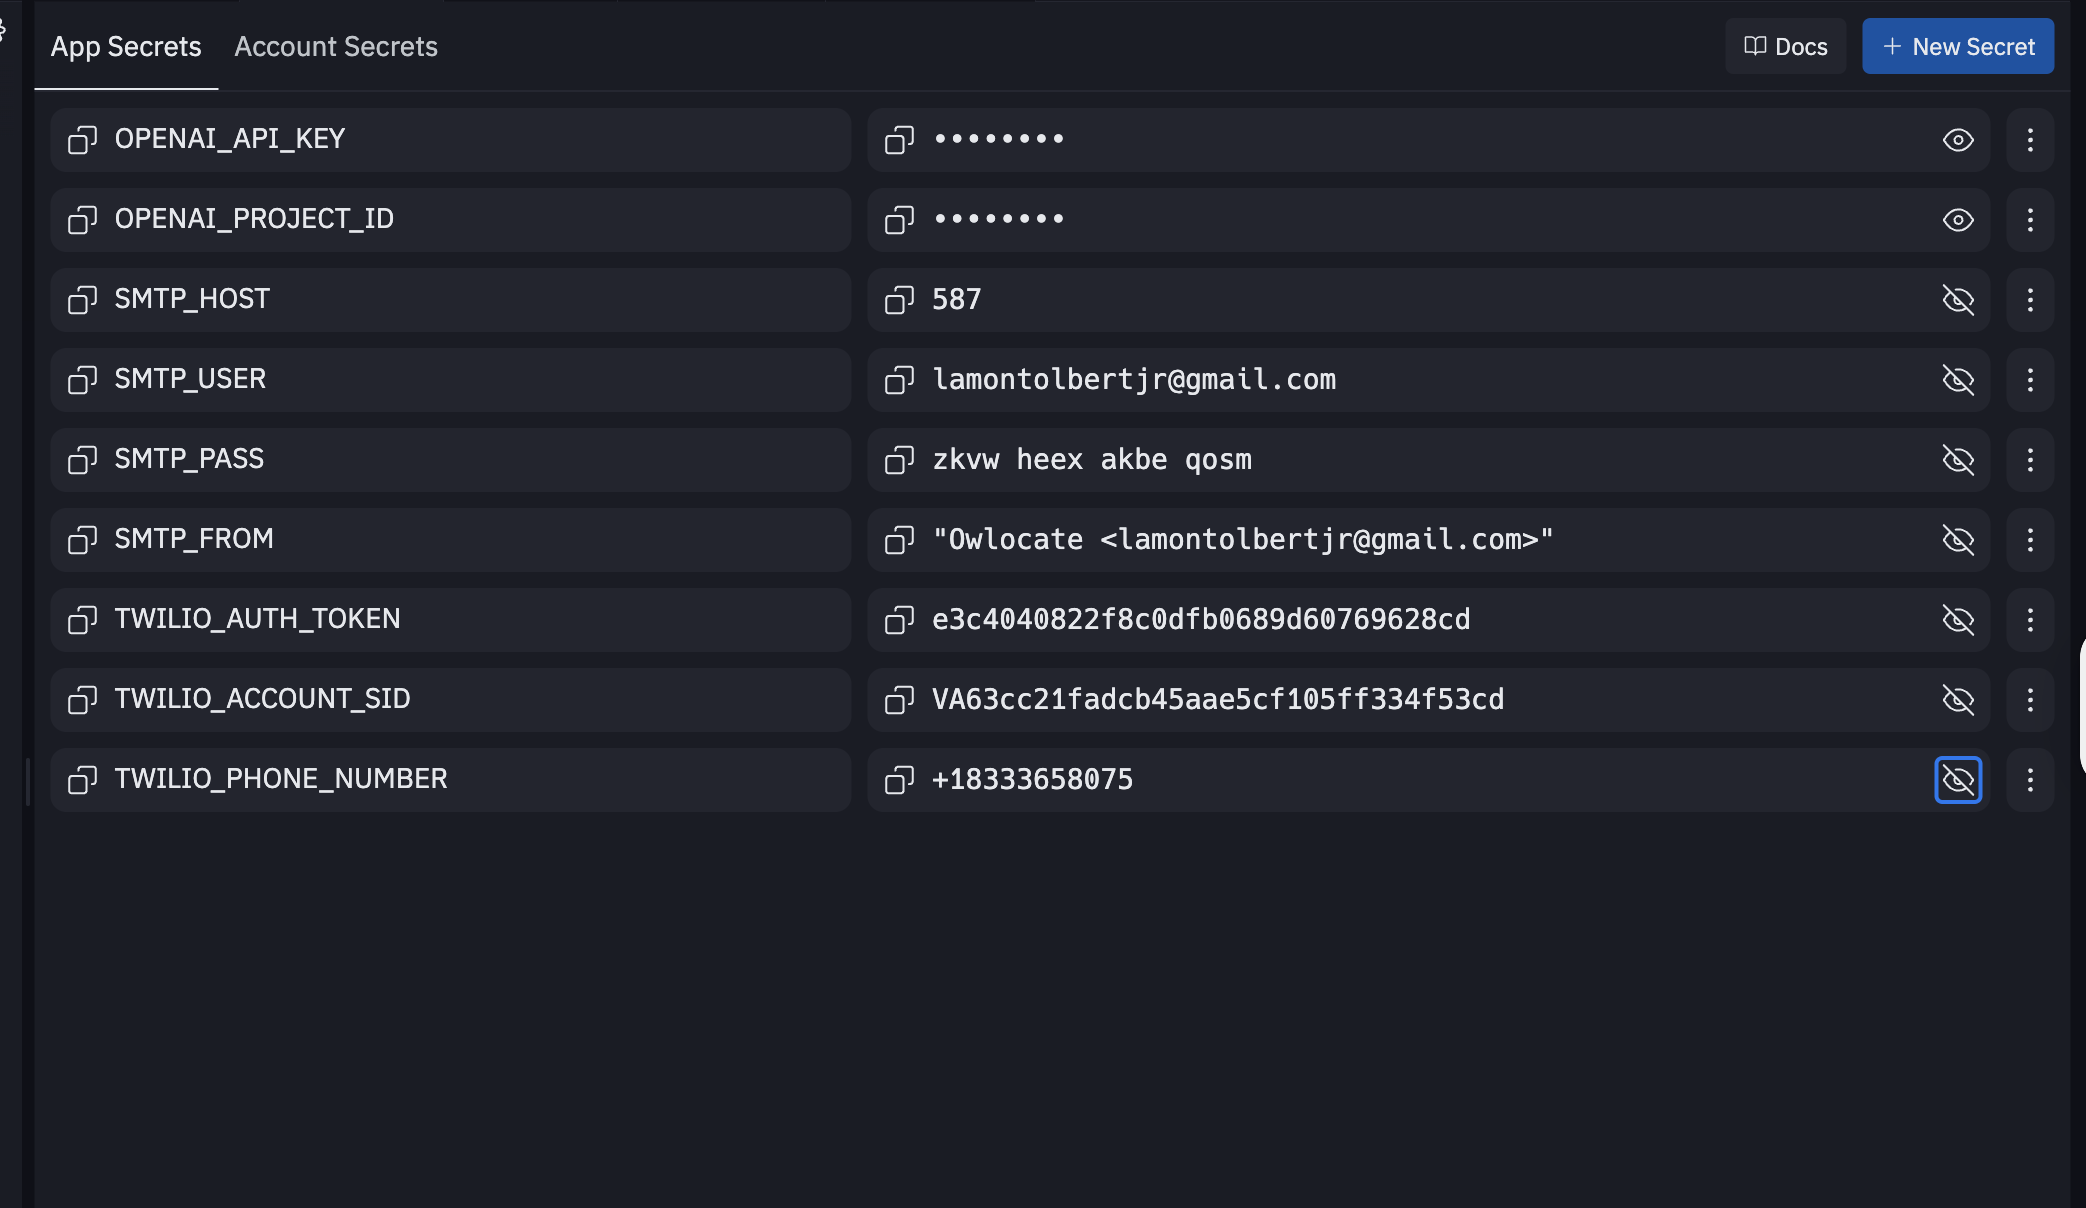 App Secrets
Account Secrets
Docs
New Secret
OPENAI_API_KEY ••••••••
OPENAI_PROJECT_ID ••••••••
SMTP_HOST 587
SMTP_USER lamontolbertjr@gmail.com
SMTP_PASS zkvw heex akbe qosm
SMTP_FROM "Owlocate <lamontolbertjr@gmail.com>"
TWILIO_AUTH_TOKEN e3c4040822f8c0dfb0689d60769628cd
TWILIO_ACCOUNT_SID VA63cc21fadcb45aae5cf105ff334f53cd
TWILIO_PHONE_NUMBER +18333658075